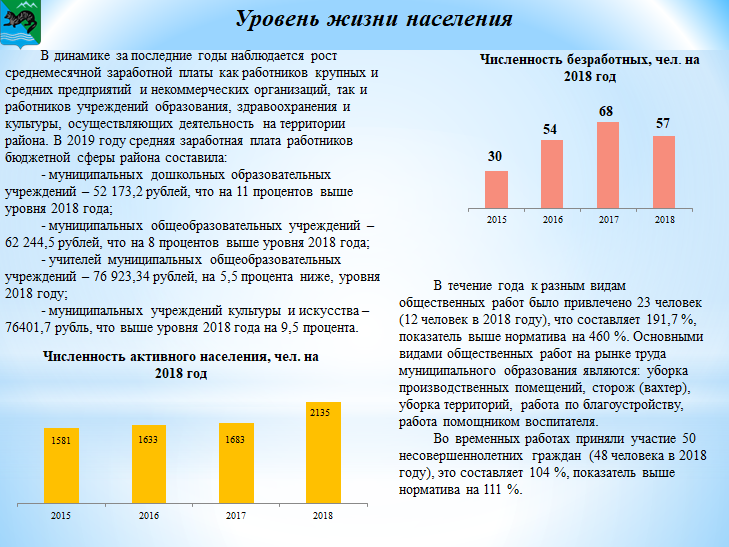 Уровень жизни населения
В динамике за последние годы наблюдается рост
среднемесячной заработной платы как работников крупных и
средних предприятий и некоммерческих организаций, так и
работников учреждений образования, здравоохранения и
культуры, осуществляющих деятельность на территории
района. В 2019 году средняя заработная плата работников
бюджетной сферы района составила:
- муниципальных дошкольных образовательных
учреждений – 52 173,2 рублей, что на 11 процентов выше
уровня 2018 года;
- муниципальных общеобразовательных учреждений –
62 244,5 рублей, что на 8 процентов выше уровня 2018 года;
- учителей муниципальных общеобразовательных
учреждений – 76 923,34 рублей, на 5,5 процента ниже, уровня
2018 году;
- муниципальных учреждений культуры и искусства –
76401,7 рубль, что выше уровня 2018 года на 9,5 процента.
Численность активного населения, чел. на
2018 год
1581
1633
1683
2135
2015
2016
2017
2018
Численность безработных, чел. на
2018 год
30
54
68
57
2015
2016
2017
2018
В течение года к разным видам
общественных работ было привлечено 23 человек
(12 человек в 2018 году), что составляет 191,7 %,
показатель выше норматива на 460 %. Основными
видами общественных работ на рынке труда
муниципального образования являются: уборка
производственных помещений, сторож (вахтер),
уборка территорий, работа по благоустройству,
работа помощником воспитателя.
Во временных работах приняли участие 50
несовершеннолетних граждан (48 человека в 2018
году), это составляет 104 %, показатель выше
норматива на 111 %.